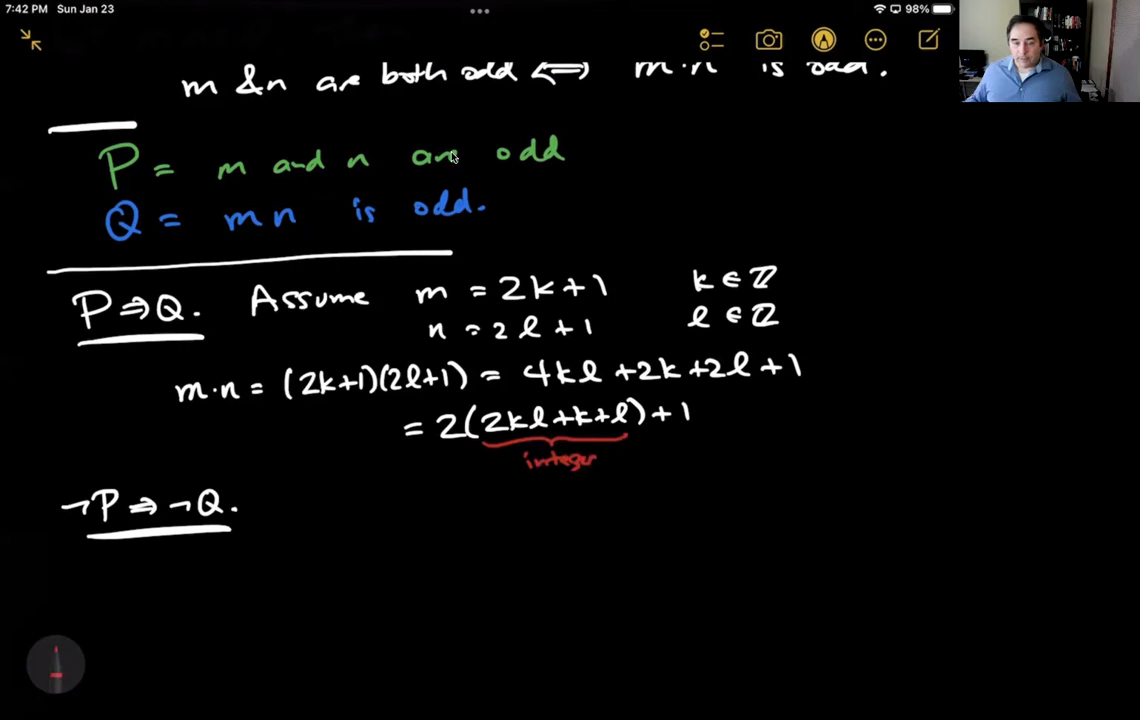 7:42 PM Sun Jan 23
98%
m & n are both odd ⟺ m·n is odd.
P = m and n are odd
Q = mn is odd.
P ⇒ Q. Assume m = 2k+1 k ∈ ℤ
n = 2l+1 l ∈ ℤ
m·n = (2k+1)(2l+1) = 4kl +2k +2l +1
= 2(2kl+k+l)+1
integer
¬P ⇒ ¬Q.